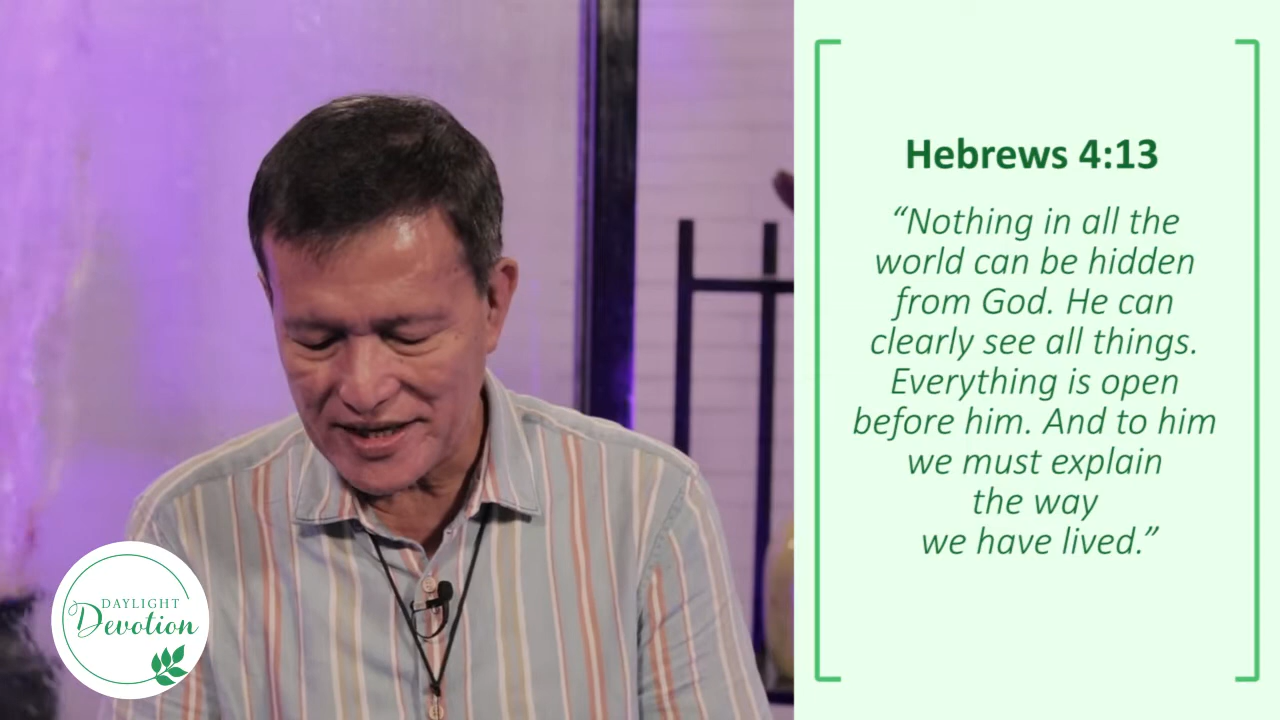 Hebrews 4:13
“Nothing in all the
world can be hidden
from God. He can
clearly see all things.
Everything is open
before him. And to him
we must explain
the way
we have lived.”
DAYLIGHT
Devotion